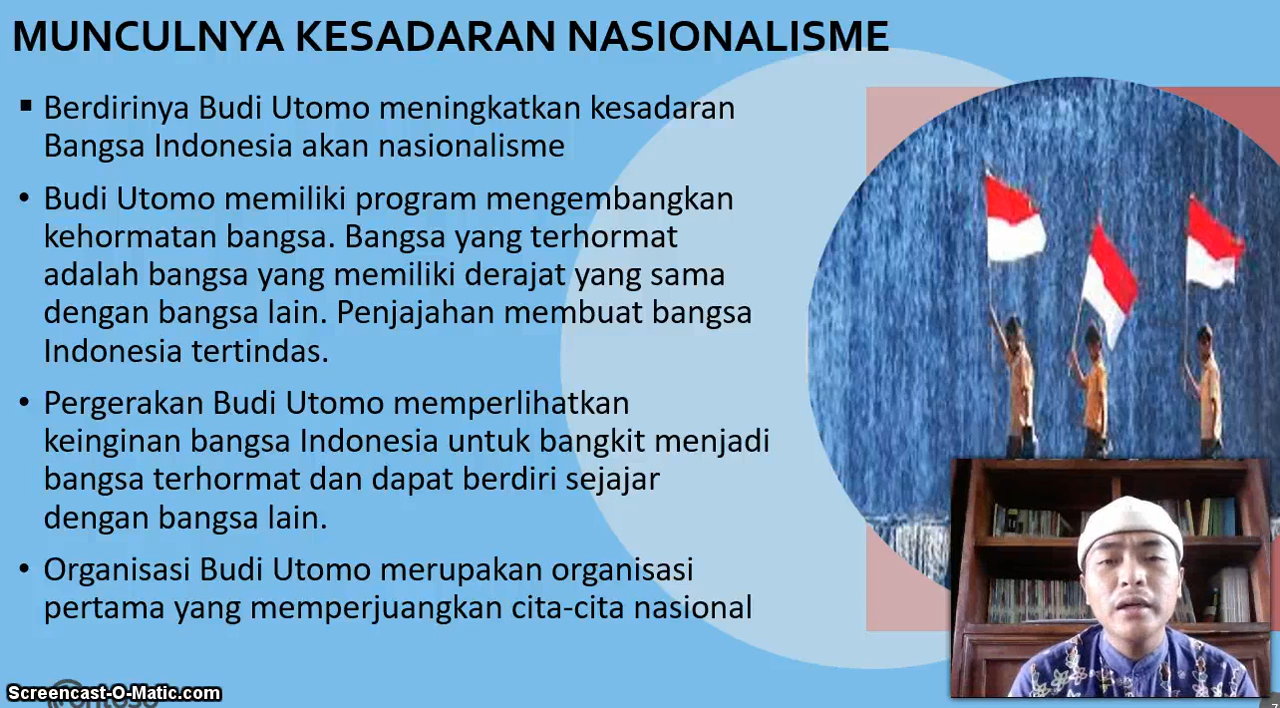 MUNCULNYA KESADARAN NASIONALISME
▪ Berdirinya Budi Utomo meningkatkan kesadaran
Bangsa Indonesia akan nasionalisme
• Budi Utomo memiliki program mengembangkan
kehormatan bangsa. Bangsa yang terhormat
adalah bangsa yang memiliki derajat yang sama
dengan bangsa lain. Penjajahan membuat bangsa
Indonesia tertindas.
• Pergerakan Budi Utomo memperlihatkan
keinginan bangsa Indonesia untuk bangkit menjadi
bangsa terhormat dan dapat berdiri sejajar
dengan bangsa lain.
• Organisasi Budi Utomo merupakan organisasi
pertama yang memperjuangkan cita-cita nasional
Screencast-O-Matic.com